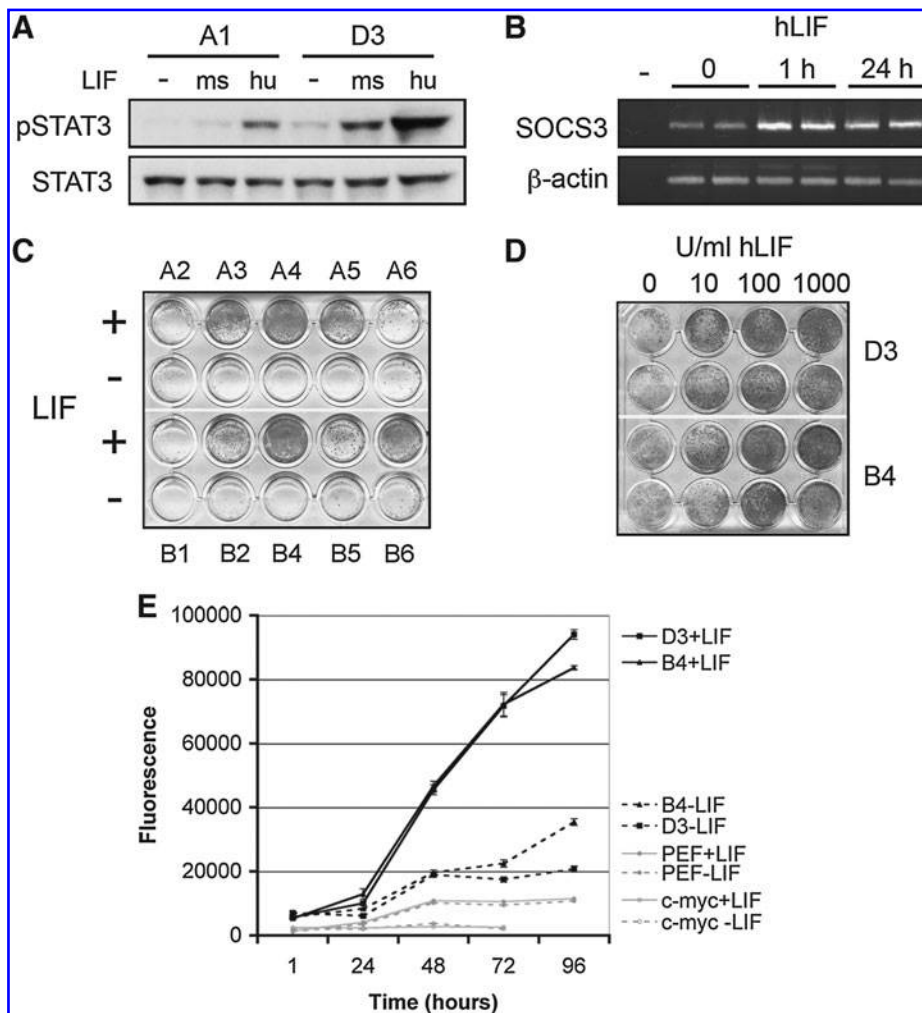 A
A1 D3
LIF - ms hu - ms hu
pSTAT3
STAT3
B
hLIF
- 0 1 h 24 h
SOCS3
β-actin
C
A2 A3 A4 A5 A6
LIF
+
-
+
-
B1 B2 B4 B5 B6
D
U/ml hLIF
0 10 100 1000
D3
B4
E
Fluorescence
100000
80000
60000
40000
20000
0
1 24 48 72 96
Time (hours)
D3+LIF
B4+LIF
B4-LIF
D3-LIF
PEF+LIF
PEF-LIF
c-myc+LIF
c-myc -LIF